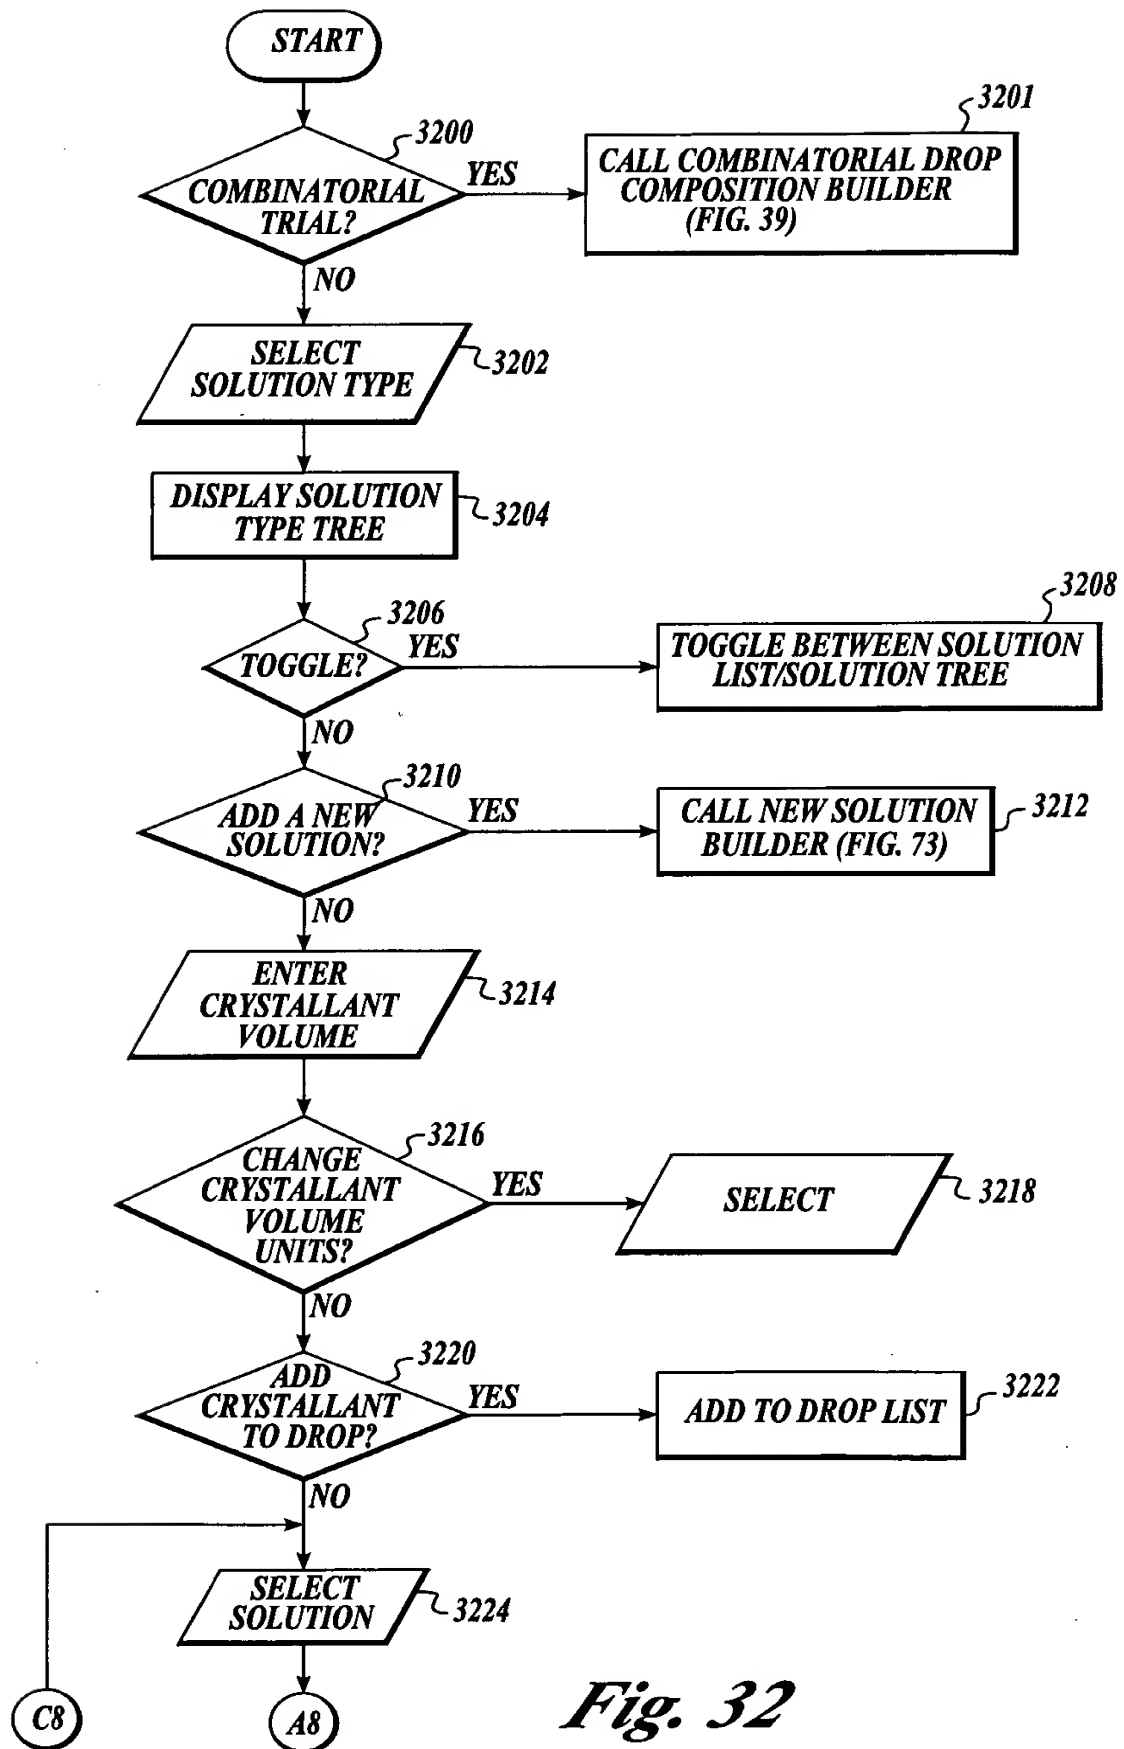 START
3200
COMBINATORIAL
TRIAL?
YES
3201
CALL COMBINATORIAL DROP
COMPOSITION BUILDER
(FIG. 39)
NO
SELECT
SOLUTION TYPE
3202
DISPLAY SOLUTION
TYPE TREE
3204
3206
TOGGLE?
YES
3208
TOGGLE BETWEEN SOLUTION
LIST/SOLUTION TREE
NO
3210
ADD A NEW
SOLUTION?
YES
CALL NEW SOLUTION
BUILDER (FIG. 73)
3212
NO
ENTER
CRYSTALLANT
VOLUME
3214
3216
CHANGE
CRYSTALLANT
VOLUME
UNITS?
YES
SELECT
3218
NO
3220
ADD
CRYSTALLANT
TO DROP?
YES
ADD TO DROP LIST
3222
NO
SELECT
SOLUTION
3224
C8
A8
Fig. 32